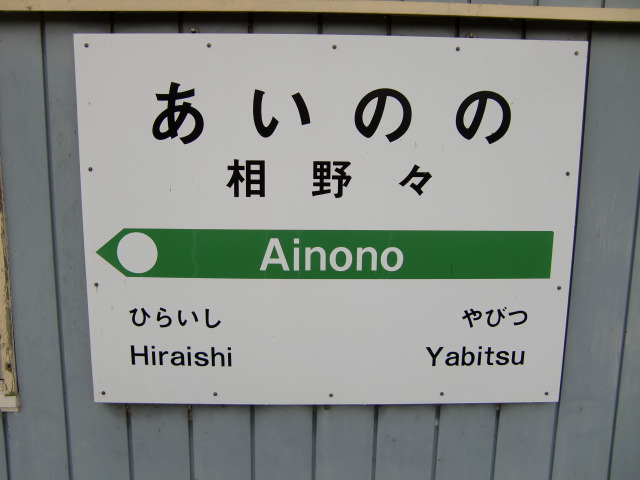 あいのの
相野々
Ainono
ひらいし やびつ
Hiraishi Yabitsu